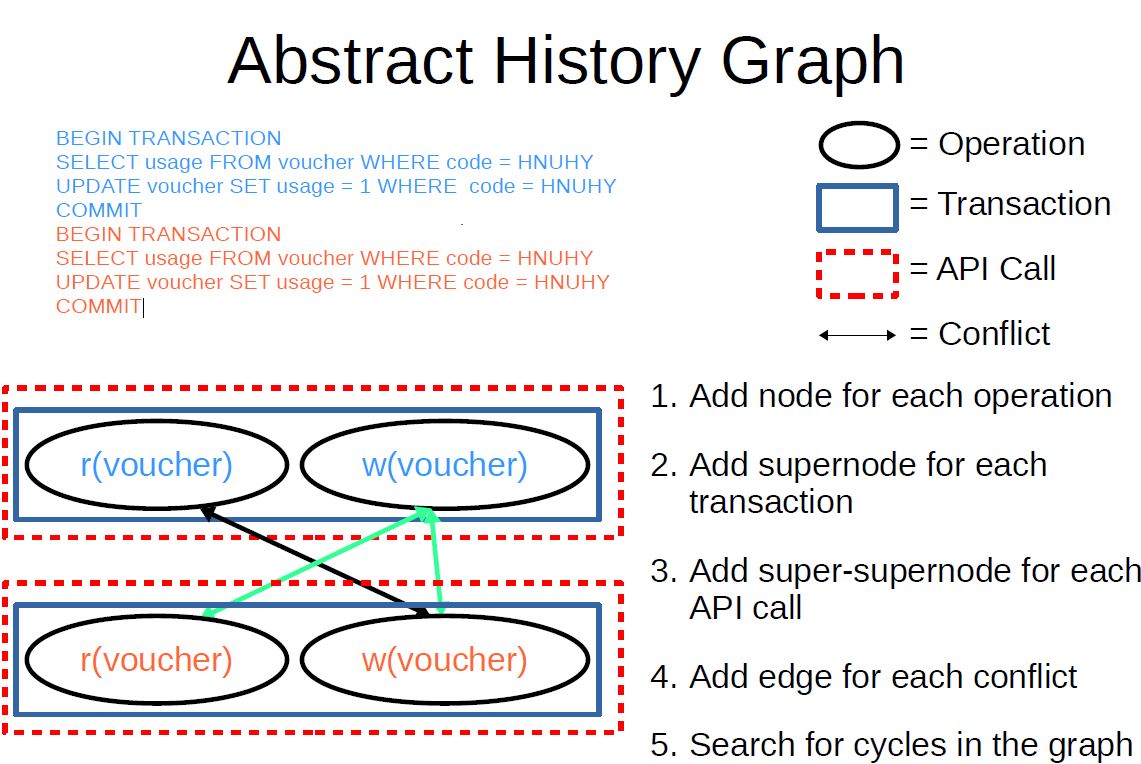 Abstract History Graph
BEGIN TRANSACTION
SELECT usage FROM voucher WHERE code = HNUHY
UPDATE voucher SET usage = 1 WHERE  code = HNUHY
COMMIT
BEGIN TRANSACTION
SELECT usage FROM voucher WHERE code = HNUHY
UPDATE voucher SET usage = 1 WHERE code = HNUHY
COMMIT
= Operation
= Transaction
= API Call
= Conflict
r(voucher) w(voucher)
r(voucher) w(voucher)
1. Add node for each operation
2. Add supernode for each
transaction
3. Add super-supernode for each
API call
4. Add edge for each conflict
5. Search for cycles in the graph